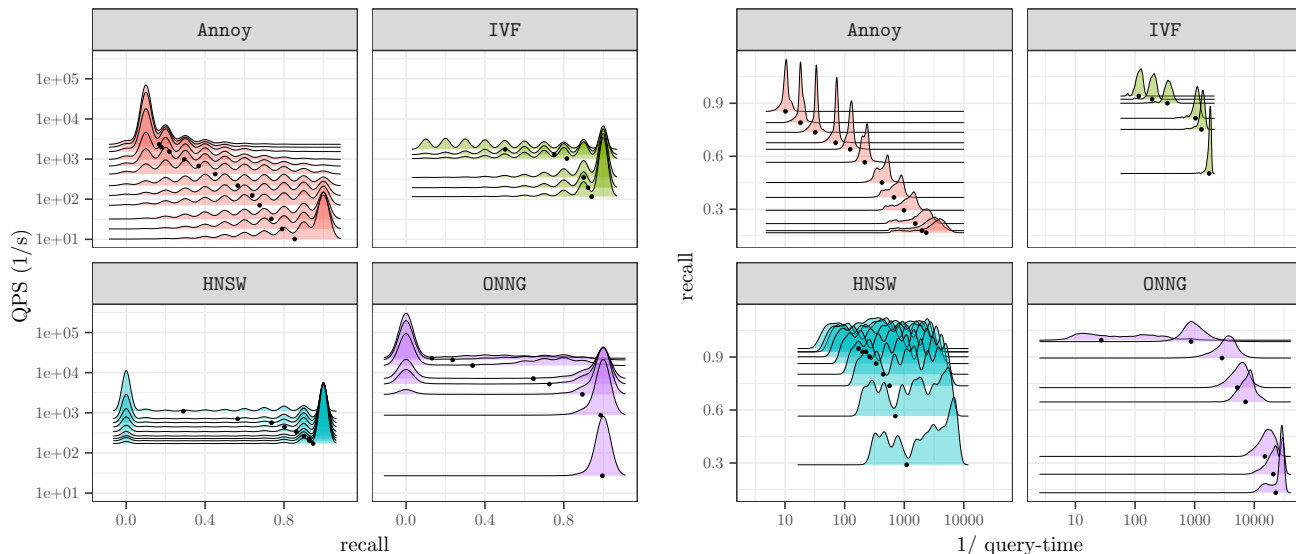 Annoy
IVF
1e+05
1e+04
1e+03
1e+02
1e+01
HNSW
ONNG
1e+05
1e+04
1e+03
1e+02
1e+01
QPS (1/s)
0.0 0.4 0.8
0.0 0.4 0.8
recall
Annoy
IVF
0.9
0.6
0.3
HNSW
ONNG
0.9
0.6
0.3
recall
10 100 1000 10000
10 100 1000 10000
1/ query-time